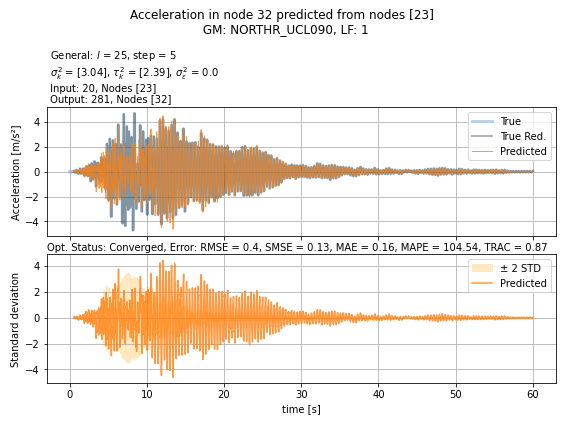 Acceleration in node 32 predicted from nodes [23]
GM: NORTHR_UCL090, LF: 1
General: l = 25, step = 5
σ²ₖ = [3.04], τ²ₖ = [2.39], σ²ᵣ = 0.0
Input: 20, Nodes [23]
Output: 281, Nodes [32]
Acceleration [m/s²]
4
2
0
−2
−4
True
True Red.
Predicted
Opt. Status: Converged, Error: RMSE = 0.4, SMSE = 0.13, MAE = 0.16, MAPE = 104.54, TRAC = 0.87
Standard deviation
4
2
0
−2
−4
± 2 STD
Predicted
0 10 20 30 40 50 60
time [s]